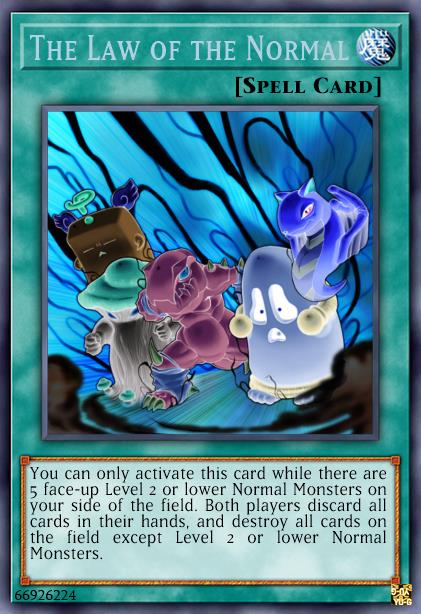 The Law of the Normal 魔
[Spell Card]
You can only activate this card while there are
5 face-up Level 2 or lower Normal Monsters on
your side of the field. Both players discard all
cards in their hands, and destroy all cards on
the field except Level 2 or lower Normal
Monsters.
66926224